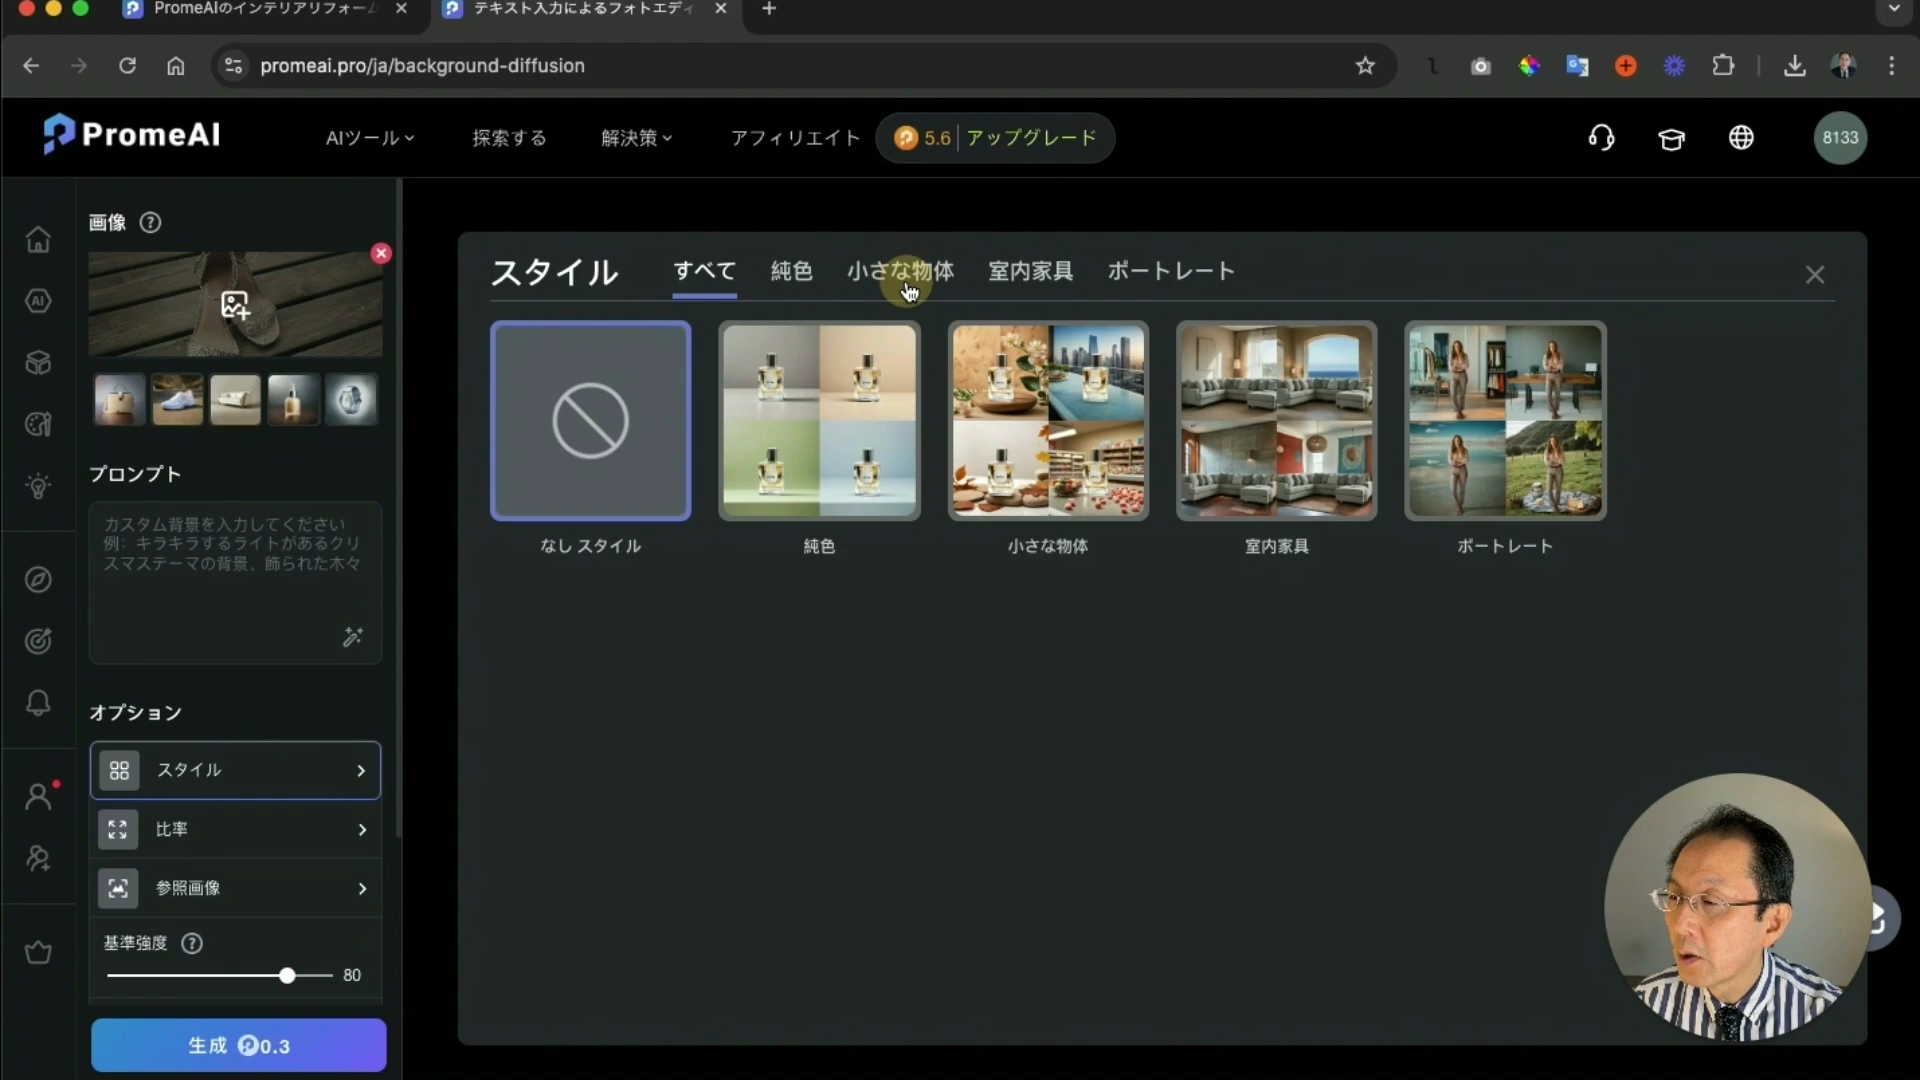 PromeAIのインテリアリフォーム
テキスト入力によるフォトエディ
promeai.pro/ja/background-diffusion
PromeAI
AIツール
探索する
解決策
アフィリエイト
5.6
アップグレード
8133
画像
プロンプト
カスタム背景を入力してください
例: キラキラするライトがあるクリ
スマステーマの背景、飾られた木々
オプション
スタイル
比率
参照画像
基準強度
80
生成 0.3
スタイル
すべて
純色
小さな物体
室内家具
ポートレート
なし スタイル
純色
小さな物体
室内家具
ポートレート